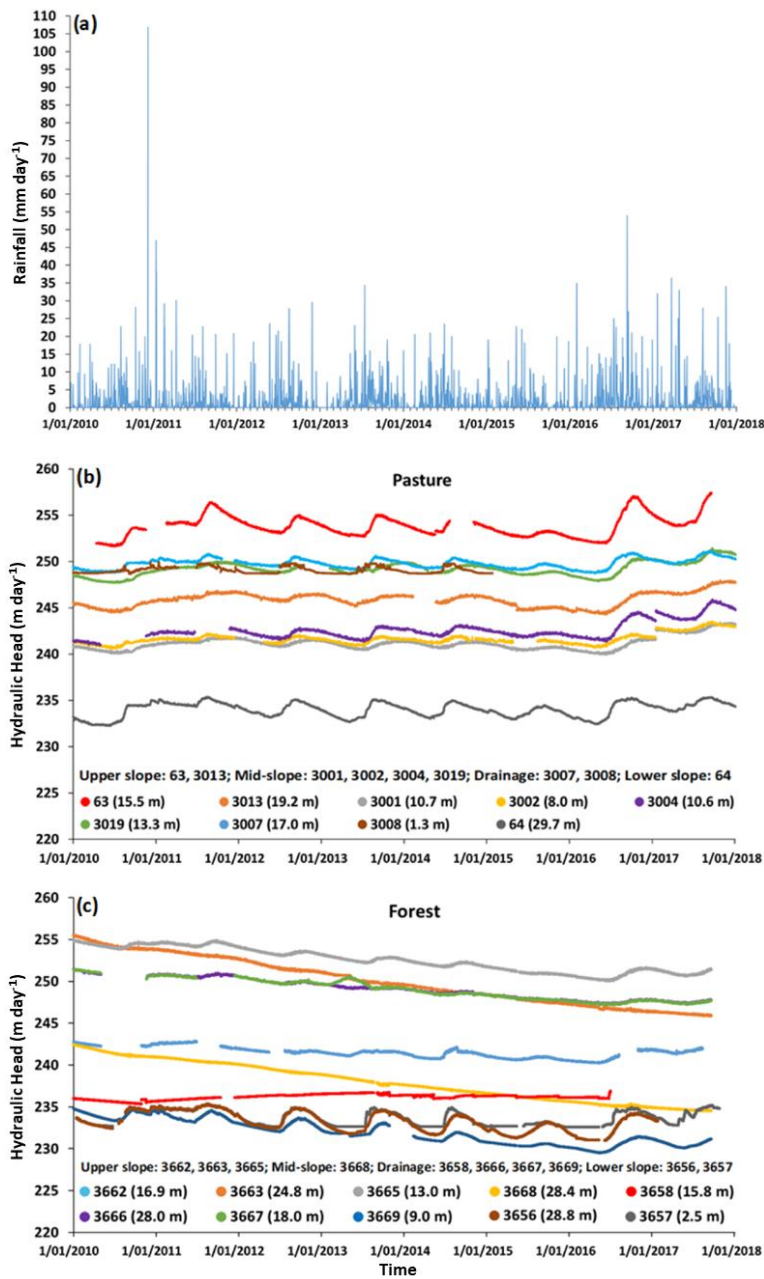 (a)
Rainfall (mm day-1)
110
105
100
95
90
85
80
75
70
65
60
55
50
45
40
35
30
25
20
15
10
5
0
1/01/2010 1/01/2011 1/01/2012 1/01/2013 1/01/2014 1/01/2015 1/01/2016 1/01/2017 1/01/2018
(b)
Pasture
Hydraulic Head (m day-1)
260
255
250
245
240
235
230
225
220
Upper slope: 63, 3013; Mid-slope: 3001, 3002, 3004, 3019; Drainage: 3007, 3008; Lower slope: 64
63 (15.5 m) 3013 (19.2 m) 3001 (10.7 m) 3002 (8.0 m) 3004 (10.6 m)
3019 (13.3 m) 3007 (17.0 m) 3008 (1.3 m) 64 (29.7 m)
1/01/2010 1/01/2011 1/01/2012 1/01/2013 1/01/2014 1/01/2015 1/01/2016 1/01/2017 1/01/2018
(c)
Forest
Hydraulic Head (m day-1)
260
255
250
245
240
235
230
225
220
Upper slope: 3662, 3663, 3665; Mid-slope: 3668; Drainage: 3658, 3666, 3667, 3669; Lower slope: 3656, 3657
3662 (16.9 m) 3663 (24.8 m) 3665 (13.0 m) 3668 (28.4 m) 3658 (15.8 m)
3666 (28.0 m) 3667 (18.0 m) 3669 (9.0 m) 3656 (28.8 m) 3657 (2.5 m)
1/01/2010 1/01/2011 1/01/2012 1/01/2013 1/01/2014 1/01/2015 1/01/2016 1/01/2017 1/01/2018
Time